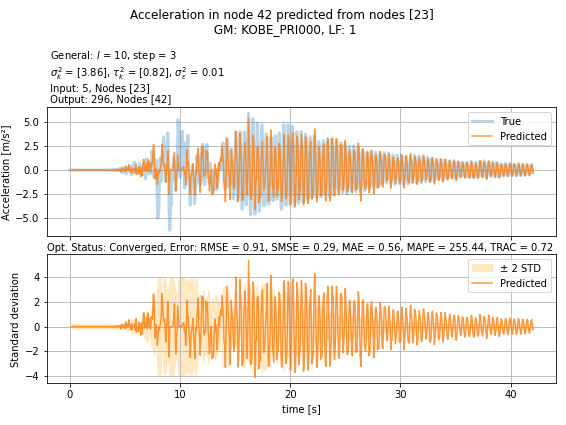 Acceleration in node 42 predicted from nodes [23]
GM: KOBE_PRI000, LF: 1
General: l = 10, step = 3
σ²ₖ = [3.86], τ²ₖ = [0.82], σ²ₑ = 0.01
Input: 5, Nodes [23]
Output: 296, Nodes [42]
Acceleration [m/s²]
5.0
2.5
0.0
−2.5
−5.0
True
Predicted
Opt. Status: Converged, Error: RMSE = 0.91, SMSE = 0.29, MAE = 0.56, MAPE = 255.44, TRAC = 0.72
Standard deviation
4
2
0
−2
−4
± 2 STD
Predicted
0 10 20 30 40
time [s]